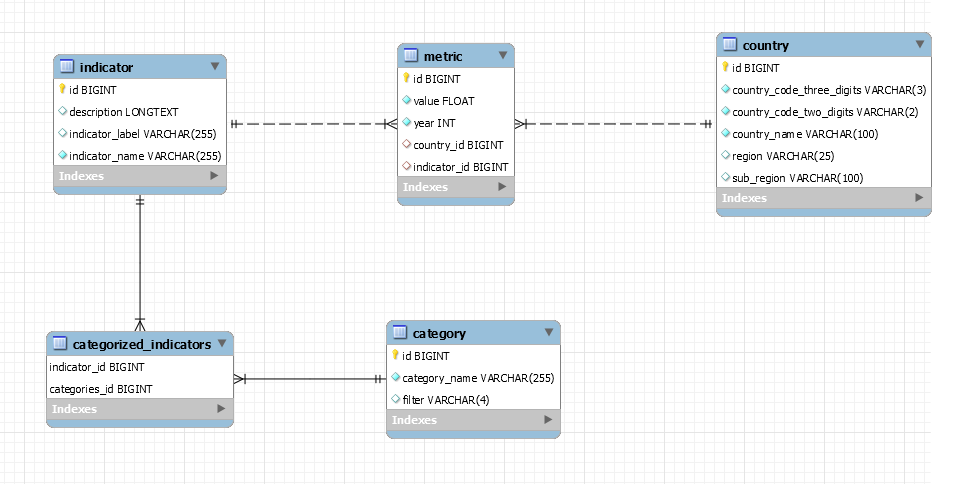 indicator
id BIGINT
description LONGTEXT
indicator_label VARCHAR(255)
indicator_name VARCHAR(255)
Indexes
metric
id BIGINT
value FLOAT
year INT
country_id BIGINT
indicator_id BIGINT
Indexes
country
id BIGINT
country_code_three_digits VARCHAR(3)
country_code_two_digits VARCHAR(2)
country_name VARCHAR(100)
region VARCHAR(25)
sub_region VARCHAR(100)
Indexes
categorized_indicators
indicator_id BIGINT
categories_id BIGINT
Indexes
category
id BIGINT
category_name VARCHAR(255)
filter VARCHAR(4)
Indexes